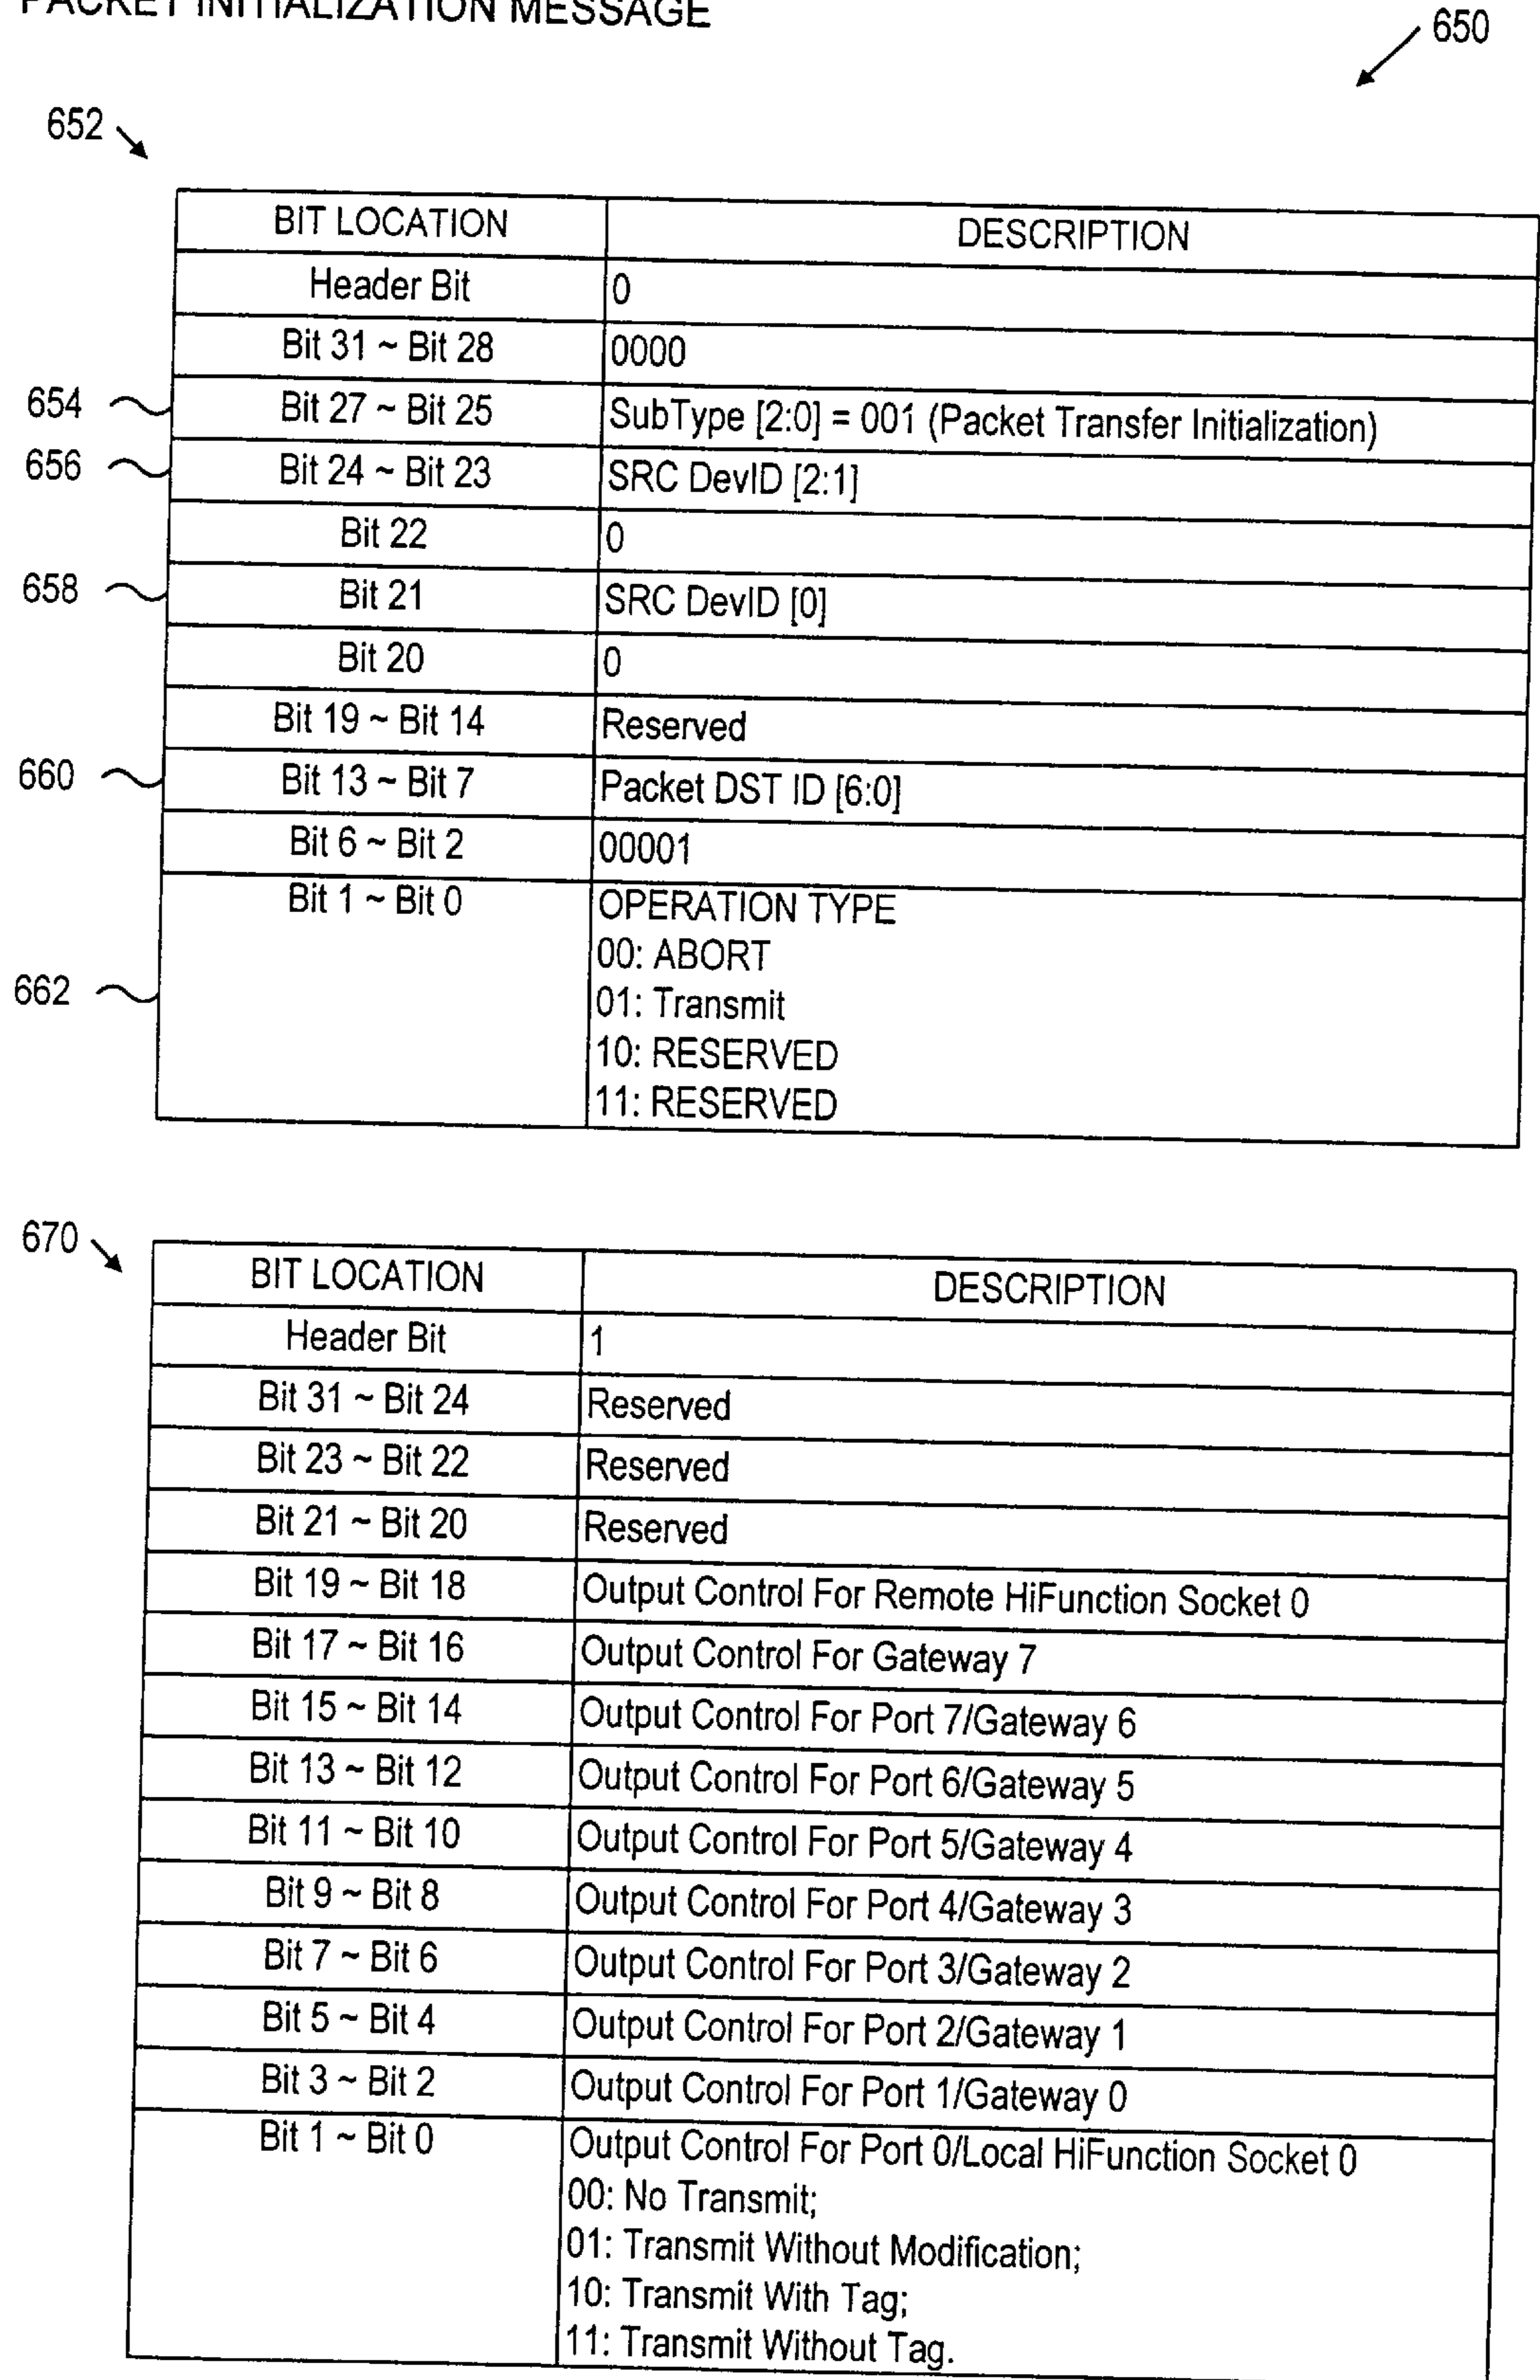 PACKET INITIALIZATION MESSAGE
650
652
BIT LOCATION DESCRIPTION
Header Bit 0
Bit 31 ~ Bit 28 0000
654 Bit 27 ~ Bit 25 SubType [2:0] = 001 (Packet Transfer Initialization)
656 Bit 24 ~ Bit 23 SRC DevID [2:1]
Bit 22 0
658 Bit 21 SRC DevID [0]
Bit 20 0
Bit 19 ~ Bit 14 Reserved
660 Bit 13 ~ Bit 7 Packet DST ID [6:0]
Bit 6 ~ Bit 2 00001
Bit 1 ~ Bit 0 OPERATION TYPE
00: ABORT
662 01: Transmit
10: RESERVED
11: RESERVED
670
BIT LOCATION DESCRIPTION
Header Bit 1
Bit 31 ~ Bit 24 Reserved
Bit 23 ~ Bit 22 Reserved
Bit 21 ~ Bit 20 Reserved
Bit 19 ~ Bit 18 Output Control For Remote HiFunction Socket 0
Bit 17 ~ Bit 16 Output Control For Gateway 7
Bit 15 ~ Bit 14 Output Control For Port 7/Gateway 6
Bit 13 ~ Bit 12 Output Control For Port 6/Gateway 5
Bit 11 ~ Bit 10 Output Control For Port 5/Gateway 4
Bit 9 ~ Bit 8 Output Control For Port 4/Gateway 3
Bit 7 ~ Bit 6 Output Control For Port 3/Gateway 2
Bit 5 ~ Bit 4 Output Control For Port 2/Gateway 1
Bit 3 ~ Bit 2 Output Control For Port 1/Gateway 0
Bit 1 ~ Bit 0 Output Control For Port 0/Local HiFunction Socket 0
00: No Transmit;
01: Transmit Without Modification;
10: Transmit With Tag;
11: Transmit Without Tag.